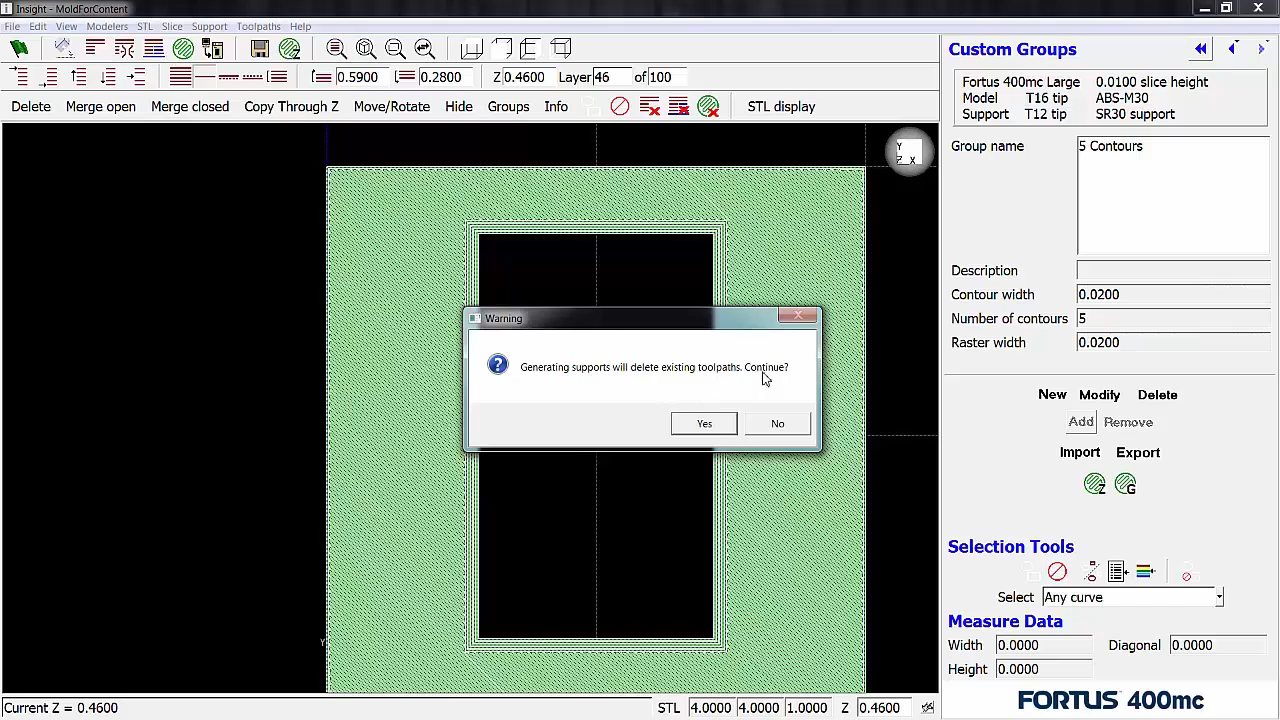 Insight - MoldForContent
File Edit View Modelers STL Slice Support Toolpaths Help
0.5900 0.2800 Z 0.4600 Layer 46 of 100
Delete Merge open Merge closed Copy Through Z Move/Rotate Hide Groups Info STL display
Y
Z X
Warning
Generating supports will delete existing toolpaths. Continue?
Yes No
Y
Current Z = 0.4600 STL 4.0000 4.0000 1.0000 Z 0.4600
Custom Groups
Fortus 400mc Large 0.0100 slice height
Model T16 tip ABS-M30
Support T12 tip SR30 support
Group name 5 Contours
Description
Contour width 0.0200
Number of contours 5
Raster width 0.0200
New Modify Delete
Add Remove
Import Export
Z G
Selection Tools
Select Any curve
Measure Data
Width 0.0000 Diagonal 0.0000
Height 0.0000
FORTUS 400mc